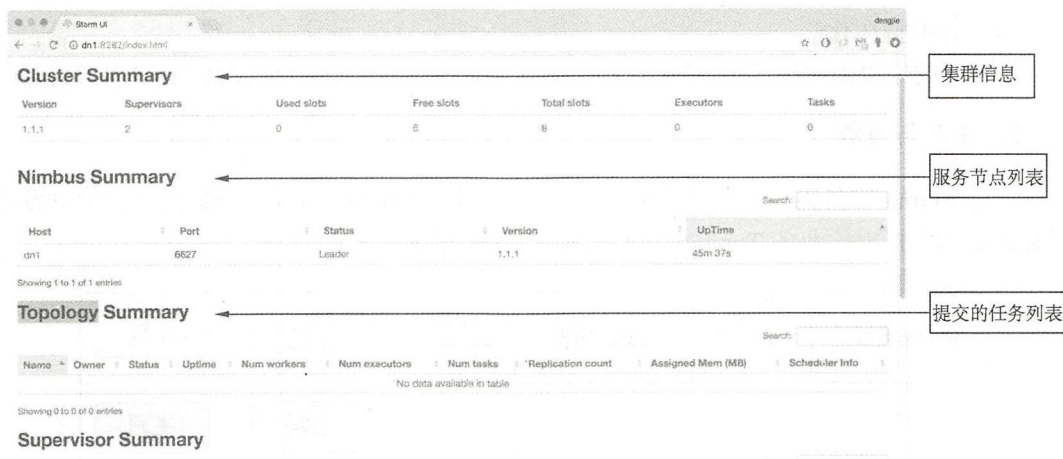 Storm UI
dengjie
dn1:8282/index.html
Cluster Summary
集群信息
Version Supervisors Used slots Free slots Total slots Executors Tasks
1.1.1 2 0 0 0
Nimbus Summary
服务节点列表
Search:
Host Port Status Version UpTime
dn1 6627 Leader 1.1.1 45m 37s
Showing 1 to 1 of 1 entries
Topology Summary
提交的任务列表
Search:
Name Owner Status Uptime Num workers Num executors Num tasks Replication count Assigned Mem (MB) Scheduler Info
No data available in table
Showing 0 to 0 of 0 entries
Supervisor Summary